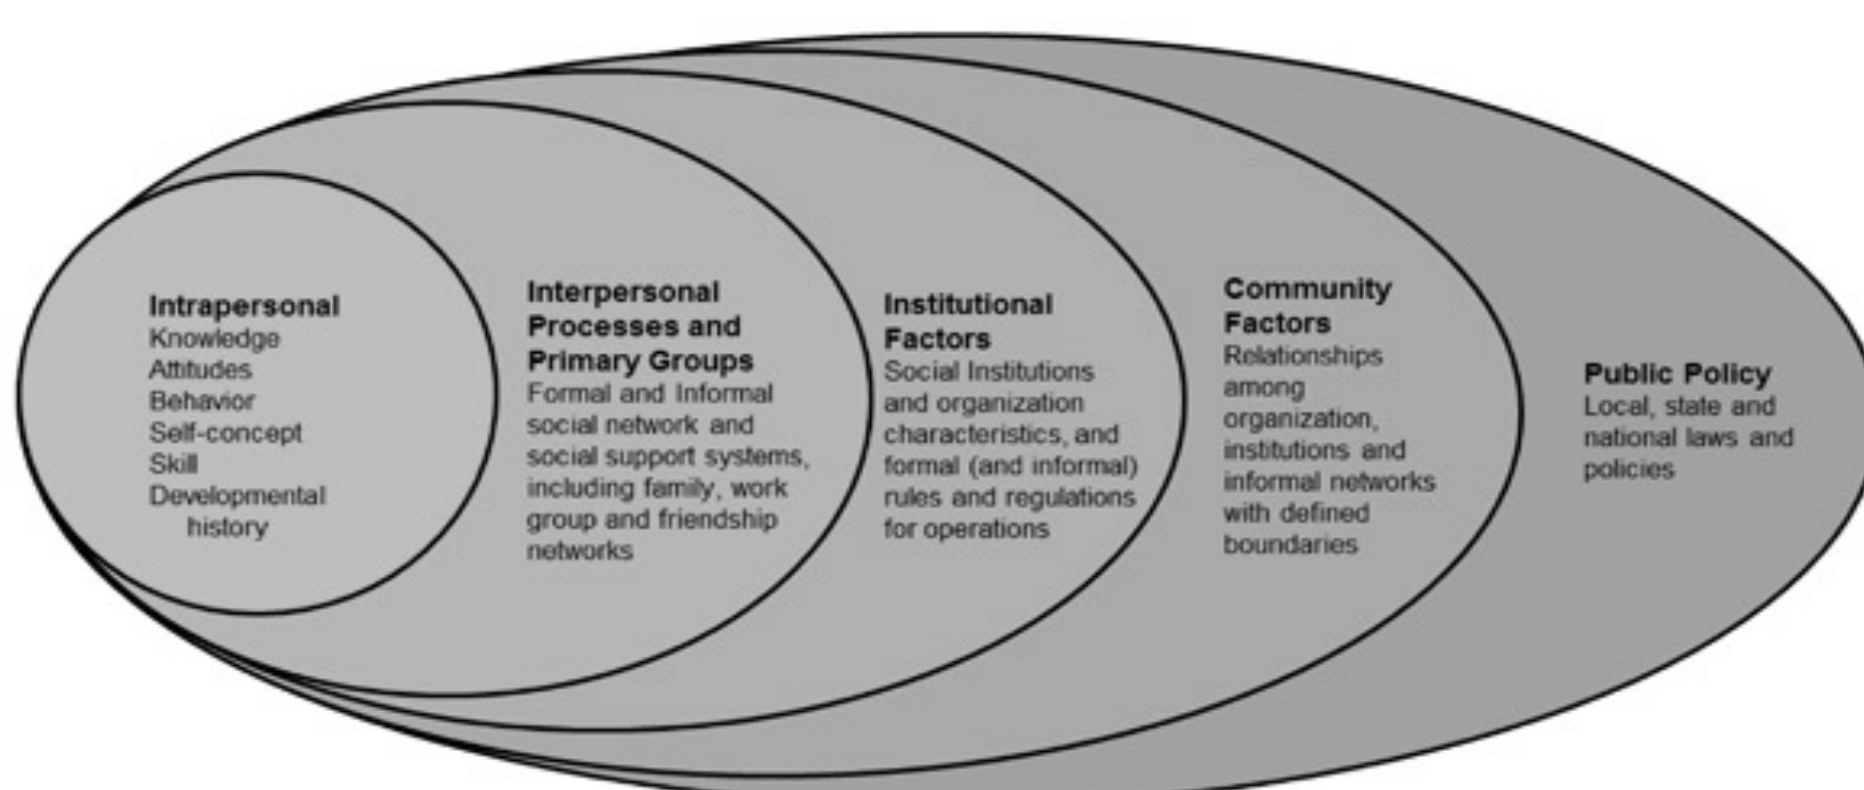 Intrapersonal
Knowledge
Attitudes
Behavior
Self-concept
Skill
Developmental
history
Interpersonal
Processes and
Primary Groups
Formal and Informal
social network and
social support systems,
including family, work
group and friendship
networks
Institutional
Factors
Social Institutions
and organization
characteristics, and
formal (and informal)
rules and regulations
for operations
Community
Factors
Relationships
among
organization,
institutions and
informal networks
with defined
boundaries
Public Policy
Local, state and
national laws and
policies